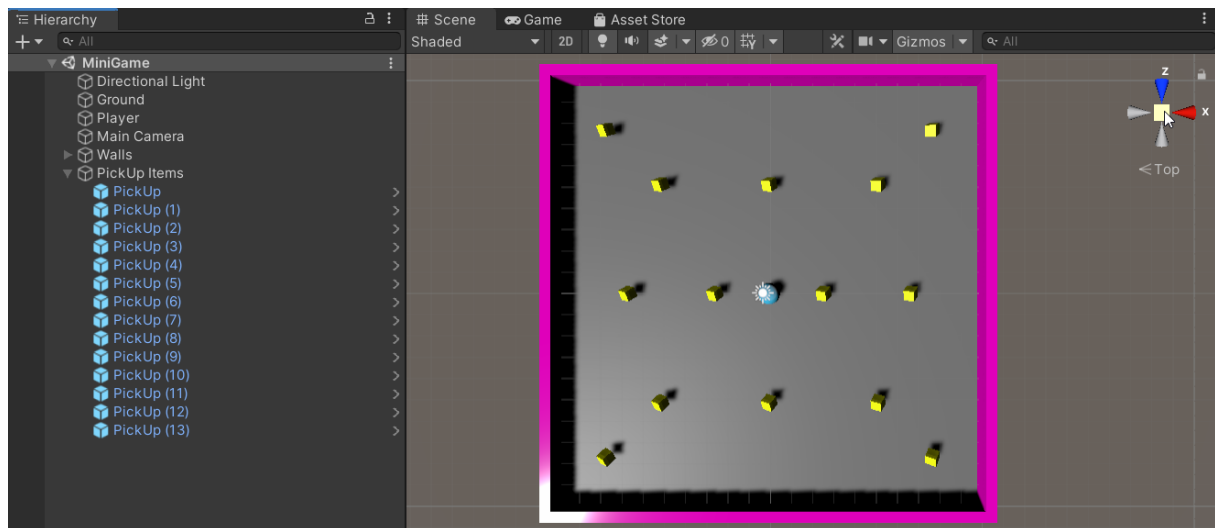 Hierarchy
All
MiniGame
Directional Light
Ground
Player
Main Camera
Walls
PickUp Items
PickUp
PickUp (1)
PickUp (2)
PickUp (3)
PickUp (4)
PickUp (5)
PickUp (6)
PickUp (7)
PickUp (8)
PickUp (9)
PickUp (10)
PickUp (11)
PickUp (12)
PickUp (13)
Scene Game Asset Store
Shaded 2D 0 Gizmos All
z
x
Top